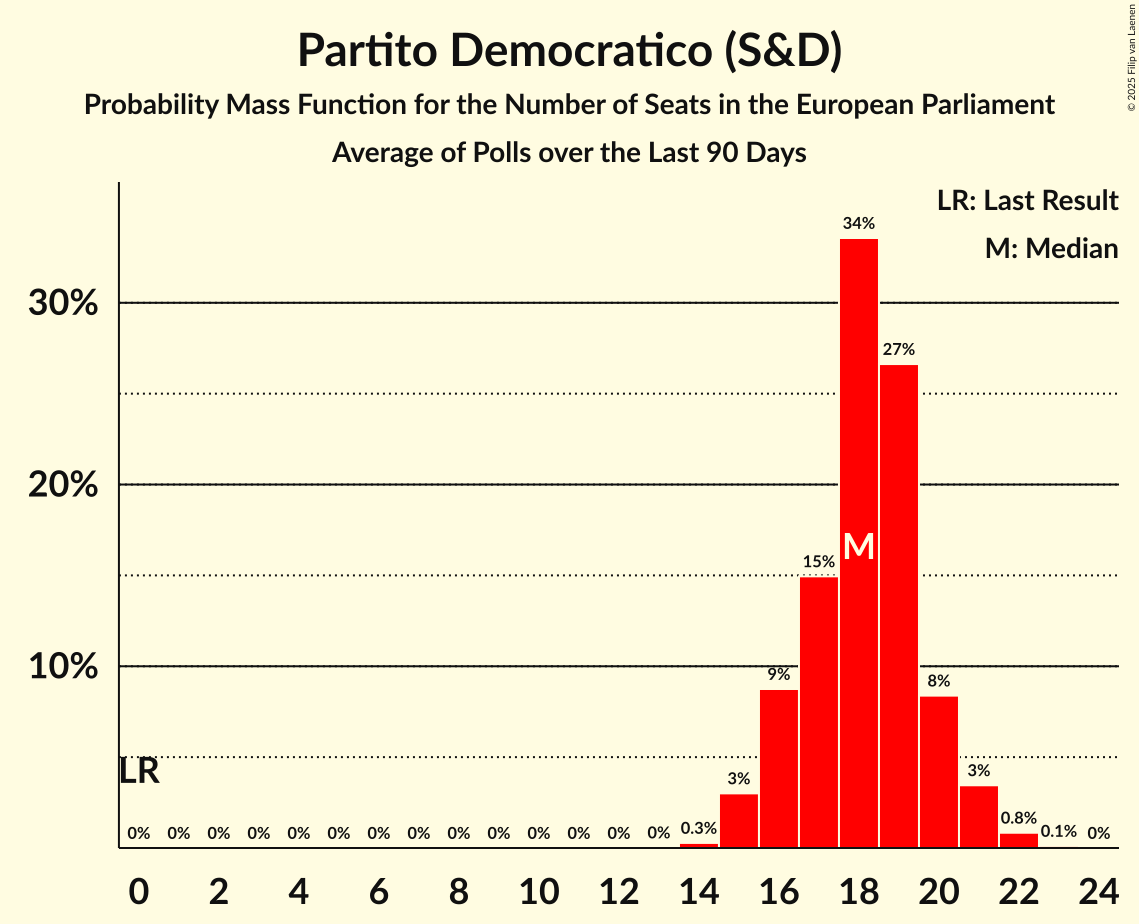 Partito Democratico (S&D)
Probability Mass Function for the Number of Seats in the European Parliament
Average of Polls over the Last 90 Days
© 2025 Filip van Laenen
LR: Last Result
M: Median
34%
30%
27%
20%
15%
M
10%
9%
8%
LR
3%
3%
0% 0% 0% 0% 0% 0% 0% 0% 0% 0% 0% 0% 0% 0% 0.3% 0.8% 0.1% 0%
0 2 4 6 8 10 12 14 16 18 20 22 24